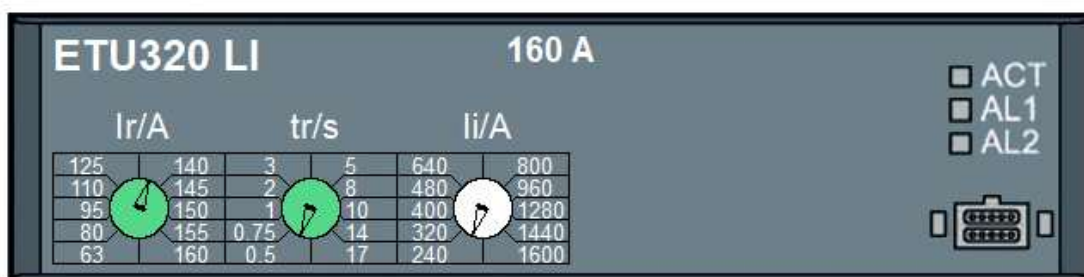 ETU320 LI 160 A
ACT
AL1
AL2
Ir/A tr/s Ii/A
125 140 3 5 640 800
110 145 2 8 480 960
95 150 1 10 400 1280
80 155 0.75 14 320 1440
63 160 0.5 17 240 1600